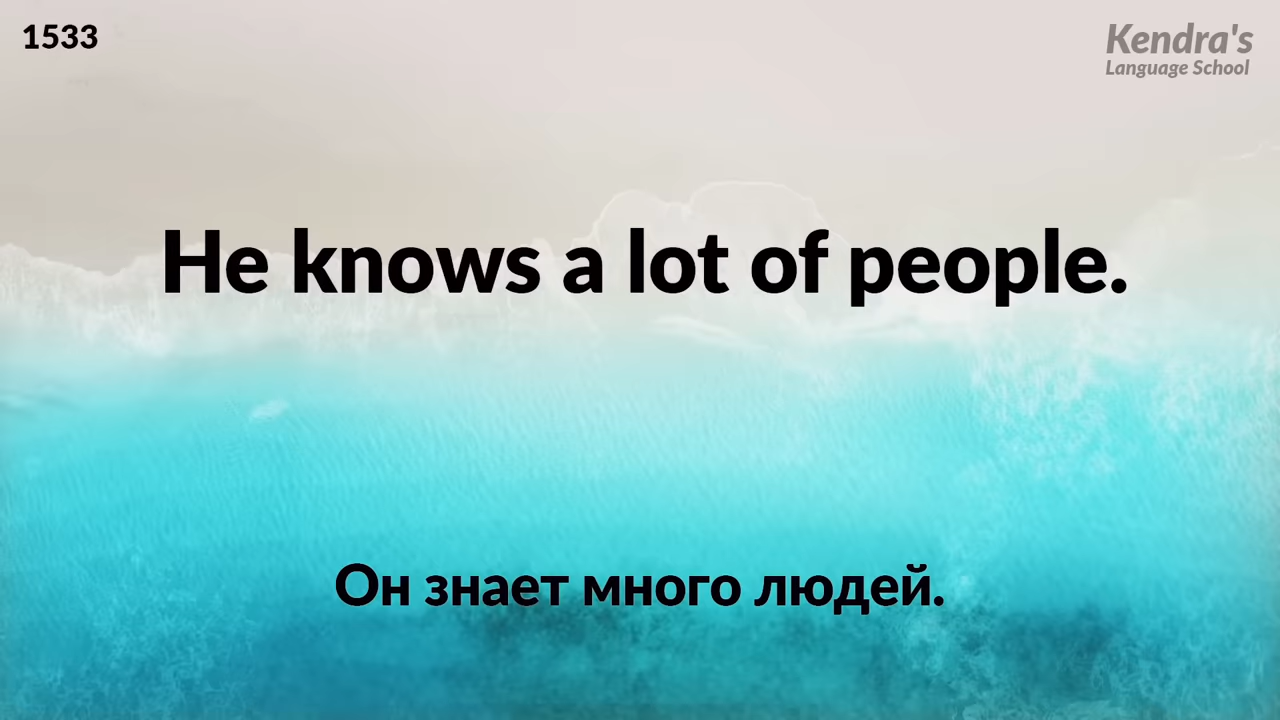 1533
Kendra's
Language School
He knows a lot of people.
Он знает много людей.